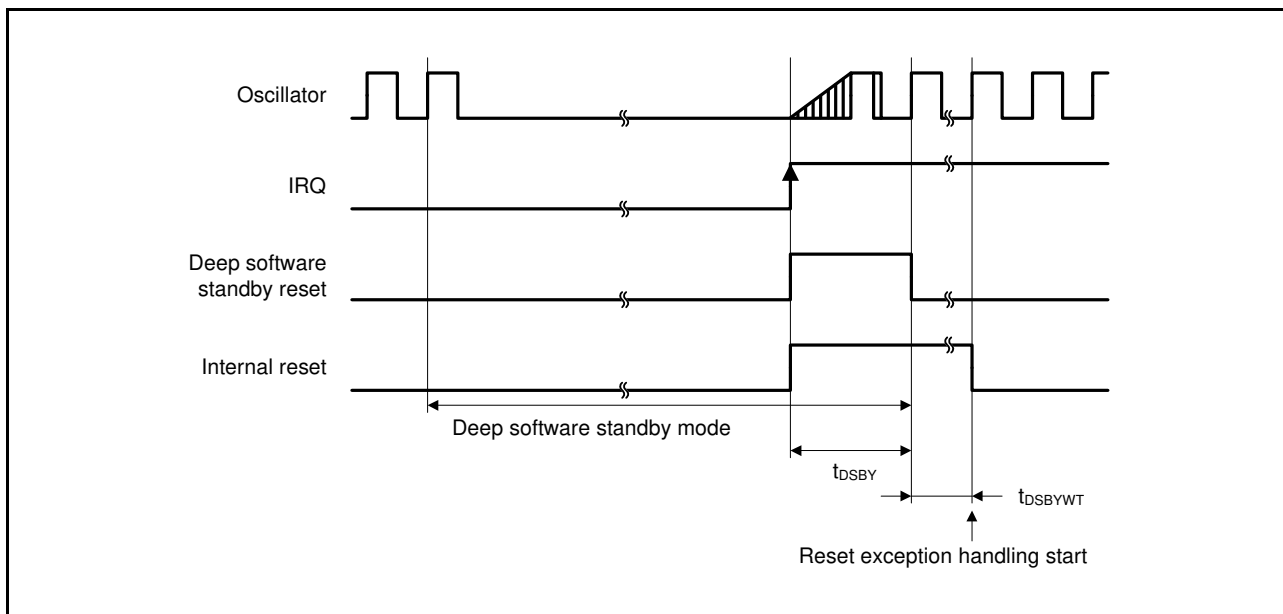 Oscillator
IRQ
Deep software
standby reset
Internal reset
Deep software standby mode
tDSBY
tDSBYWT
Reset exception handling start